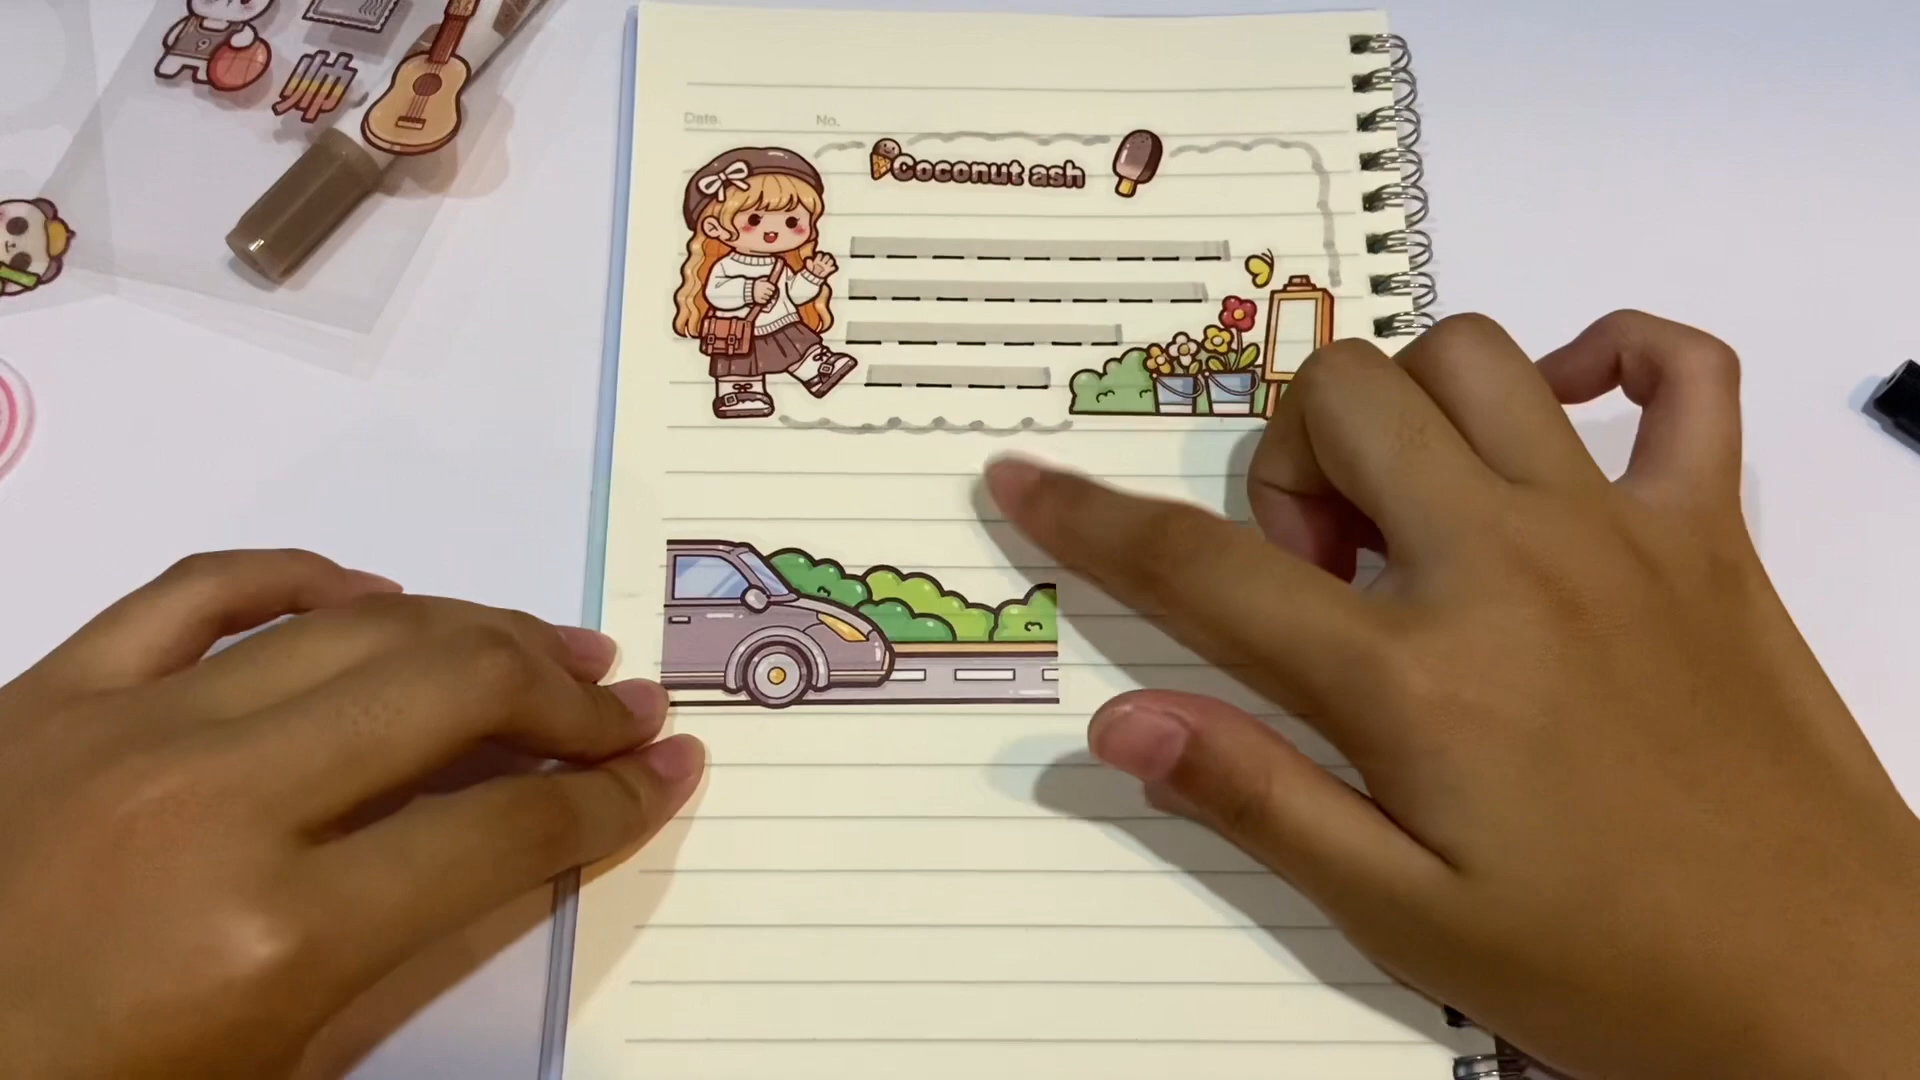 帅
Date. No.
Coconut ash